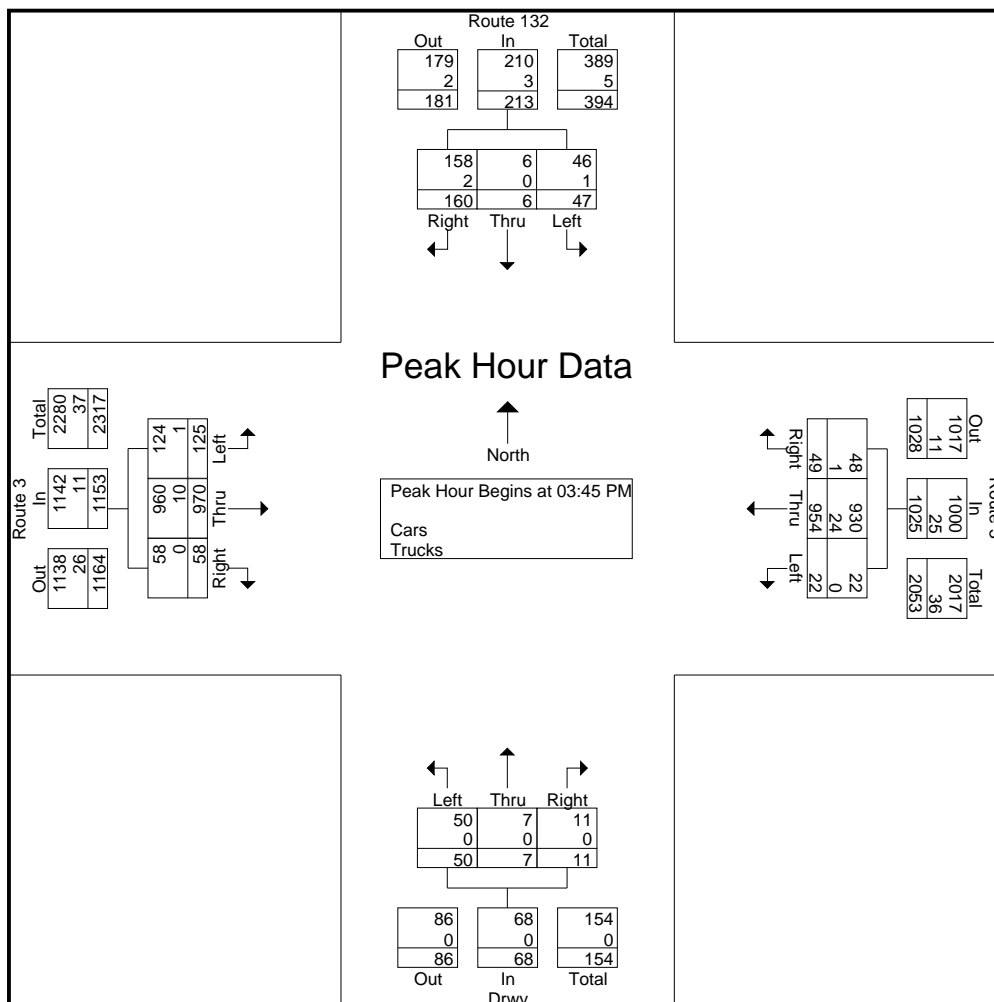 Route 132
Out In Total
179 210 389
2 3 5
181 213 394
158 6 46
2 0 1
160 6 47
Right Thru Left
Peak Hour Data
North
Peak Hour Begins at 03:45 PM
Cars
Trucks
Route 3
Total In Out
2280 1142 1138
37 11 26
2317 1153 1164
124 960 58
1 10 0
125 970 58
Left Thru Right
Right Thru Left
49 954 22
1 24 0
48 930 22
Out In Total
1028 1025 2053
11 25 36
1017 1000 2017
Left Thru Right
50 7 11
0 0 0
50 7 11
86 68 154
0 0 0
86 68 154
Out In Total
Drwy